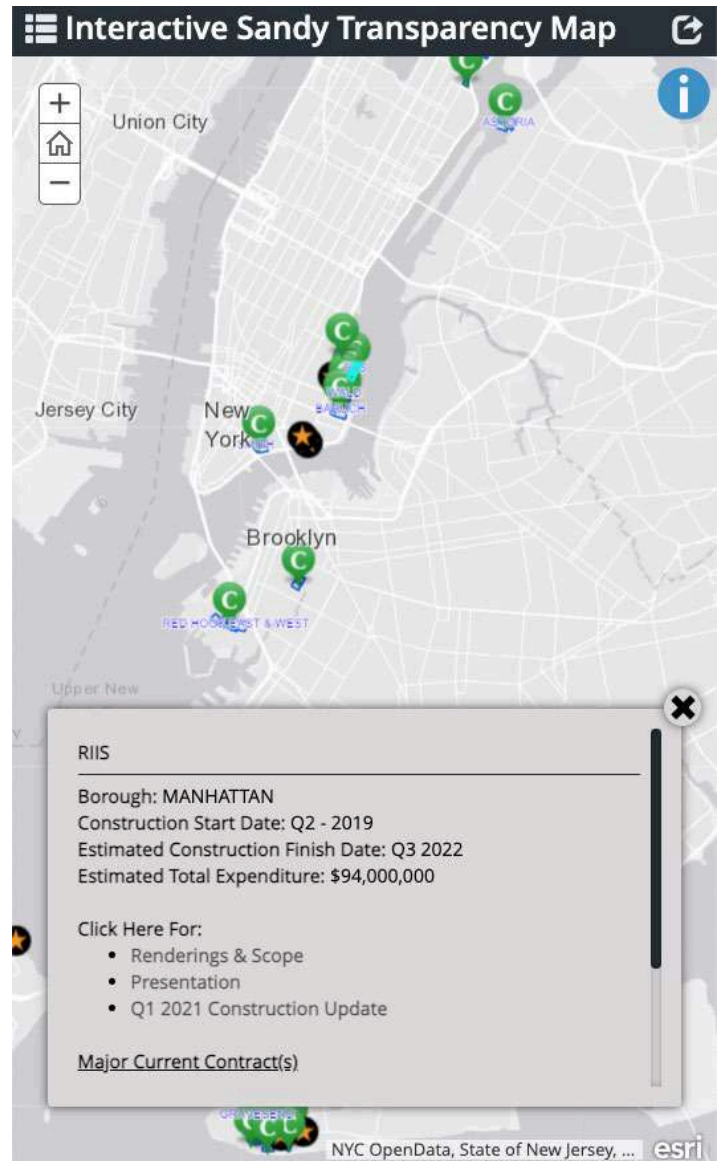 Interactive Sandy Transparency Map
C
C
i
ASTORIA
+
−
Union City
C
C
Jersey City
New
York
C
C
BARUCH
Brooklyn
C
C
RED HOOK EAST & WEST
Upper New
RIIS
Borough: MANHATTAN
Construction Start Date: Q2 - 2019
Estimated Construction Finish Date: Q3 2022
Estimated Total Expenditure: $94,000,000
Click Here For:
• Renderings & Scope
• Presentation
• Q1 2021 Construction Update
Major Current Contract(s)
C C
NYC OpenData, State of New Jersey, ...
esri